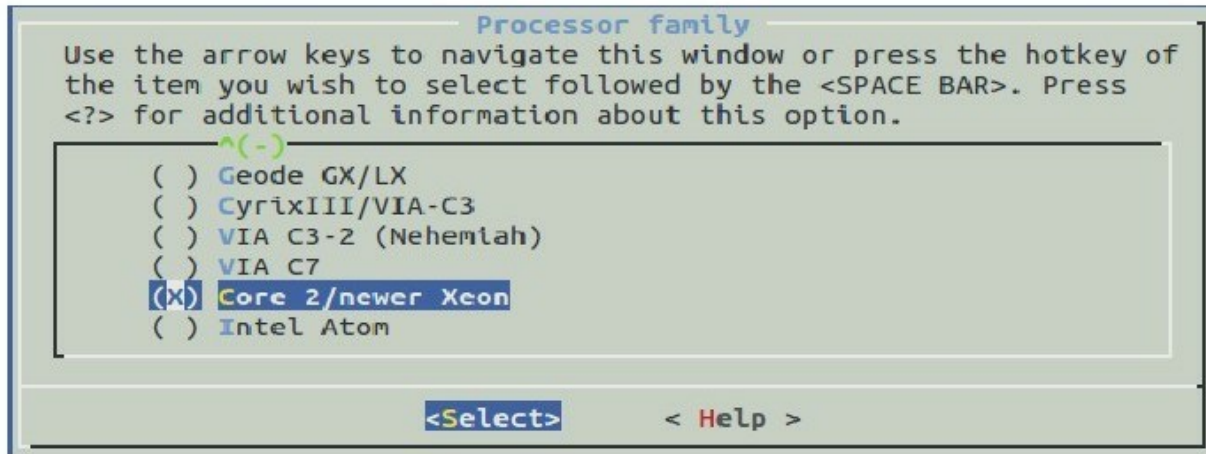 Processor family
Use the arrow keys to navigate this window or press the hotkey of
the item you wish to select followed by the <SPACE BAR>. Press
<?> for additional information about this option.
^(-)
( ) Geode GX/LX
( ) CyrixIII/VIA-C3
( ) VIA C3-2 (Nehemiah)
( ) VIA C7
(X) Core 2/newer Xeon
( ) Intel Atom
<Select> < Help >